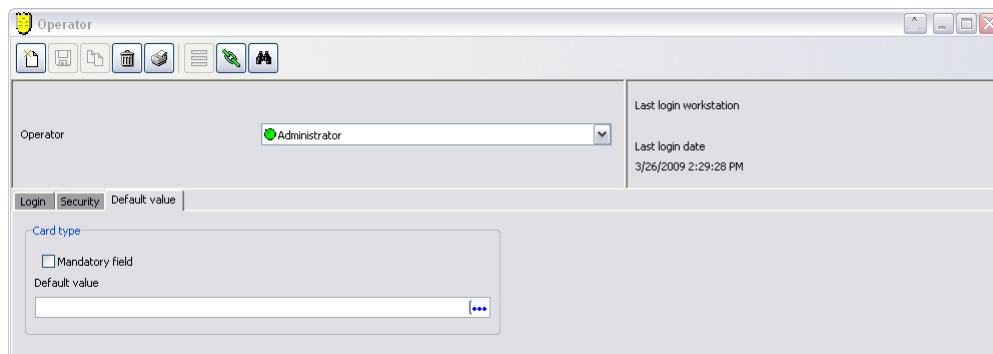 Operator
Last login workstation
Operator
Administrator
Last login date
3/26/2009 2:29:28 PM
Login Security Default value
Card type
Mandatory field
Default value